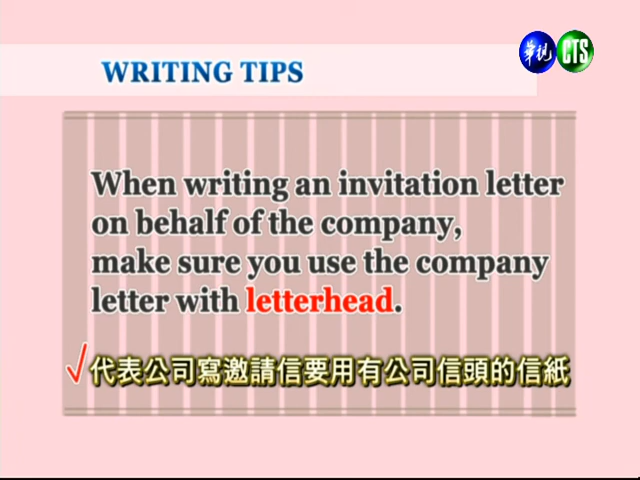 華視 CTS
WRITING TIPS
When writing an invitation letter
on behalf of the company,
make sure you use the company
letter with letterhead.
代表公司寫邀請信要用有公司信頭的信紙